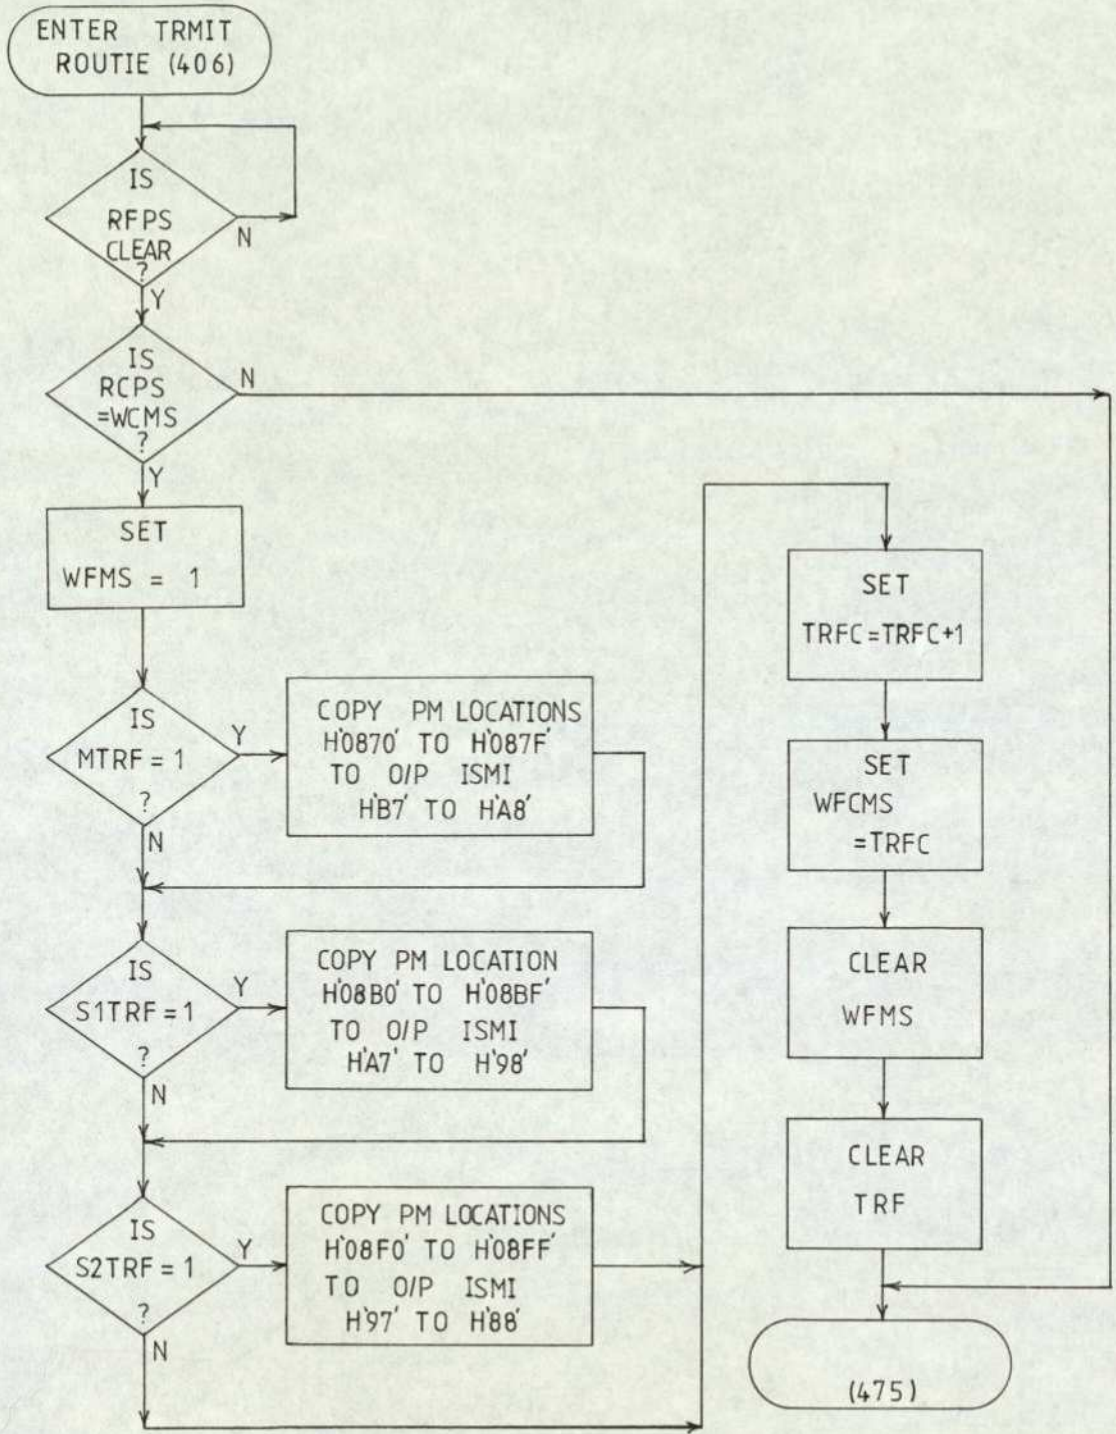 ENTER TRMIT
ROUTIE (406)
IS
RFPS
CLEAR
?
N
Y
IS
RCPS
=WCMS
?
N
Y
SET
WFMS = 1
IS
MTRF = 1
?
Y
N
COPY PM LOCATIONS
H'0870' TO H'087F'
TO O/P ISMI
H'B7' TO H'A8'
IS
S1TRF = 1
?
Y
N
COPY PM LOCATION
H'08B0' TO H'08BF'
TO O/P ISMI
H'A7' TO H'98'
IS
S2TRF = 1
?
Y
N
COPY PM LOCATIONS
H'08F0' TO H'08FF'
TO O/P ISMI
H'97' TO H'88'
SET
TRFC=TRFC+1
SET
WFCMS
=TRFC
CLEAR
WFMS
CLEAR
TRF
(475)